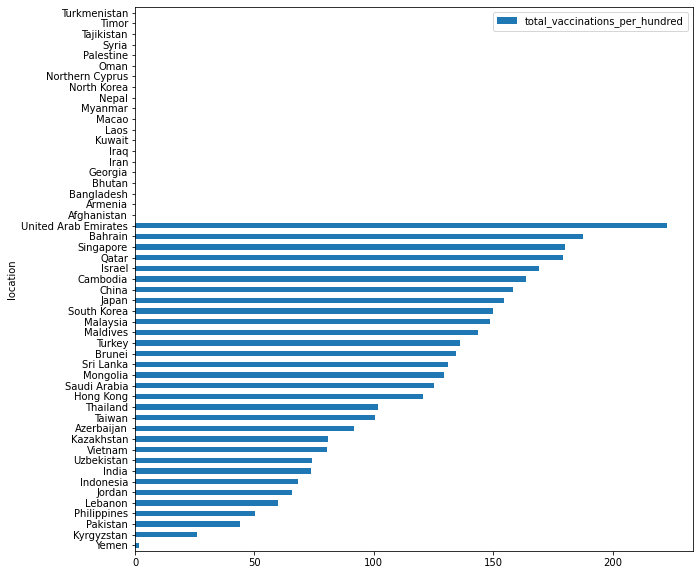 total_vaccinations_per_hundred
location
Turkmenistan
Timor
Tajikistan
Syria
Palestine
Oman
Northern Cyprus
North Korea
Nepal
Myanmar
Macao
Laos
Kuwait
Iraq
Iran
Georgia
Bhutan
Bangladesh
Armenia
Afghanistan
United Arab Emirates
Bahrain
Singapore
Qatar
Israel
Cambodia
China
Japan
South Korea
Malaysia
Maldives
Turkey
Brunei
Sri Lanka
Mongolia
Saudi Arabia
Hong Kong
Thailand
Taiwan
Azerbaijan
Kazakhstan
Vietnam
Uzbekistan
India
Indonesia
Jordan
Lebanon
Philippines
Pakistan
Kyrgyzstan
Yemen
0 50 100 150 200